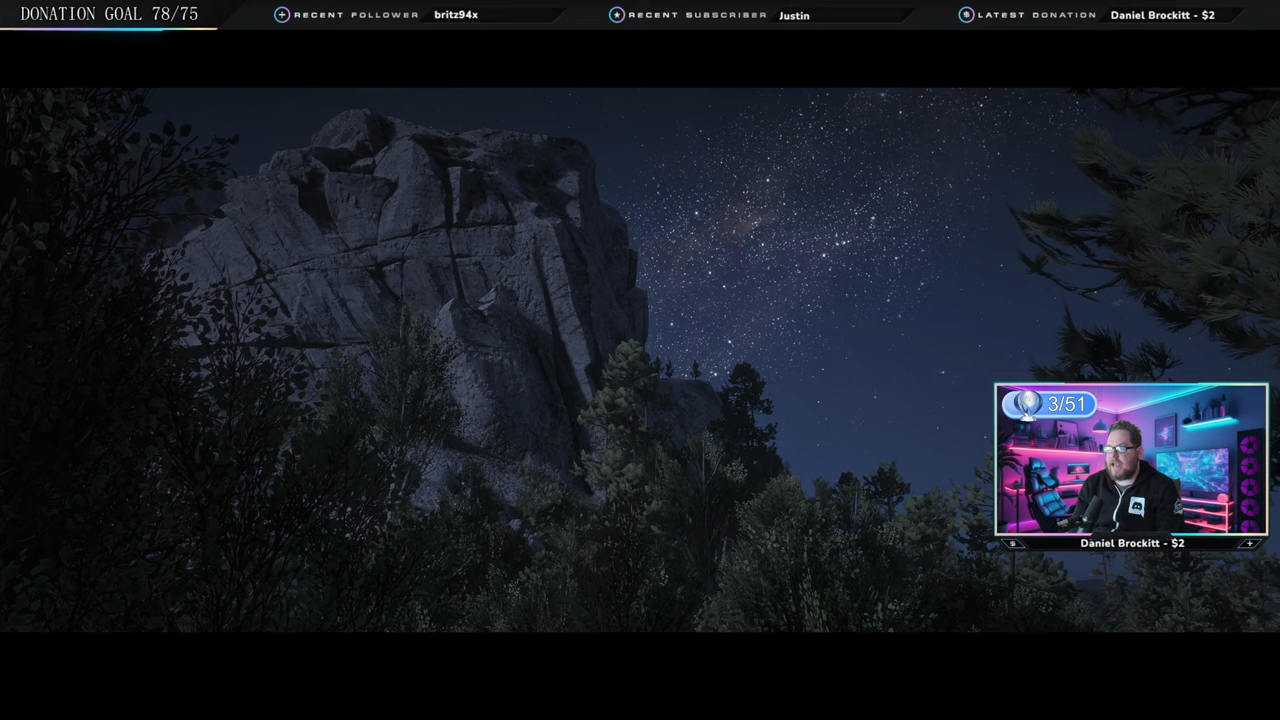 DONATION GOAL 78/75
RECENT FOLLOWER britz94x
RECENT SUBSCRIBER Justin
LATEST DONATION Daniel Brockitt - $2
3/51
Daniel Brockitt - $2